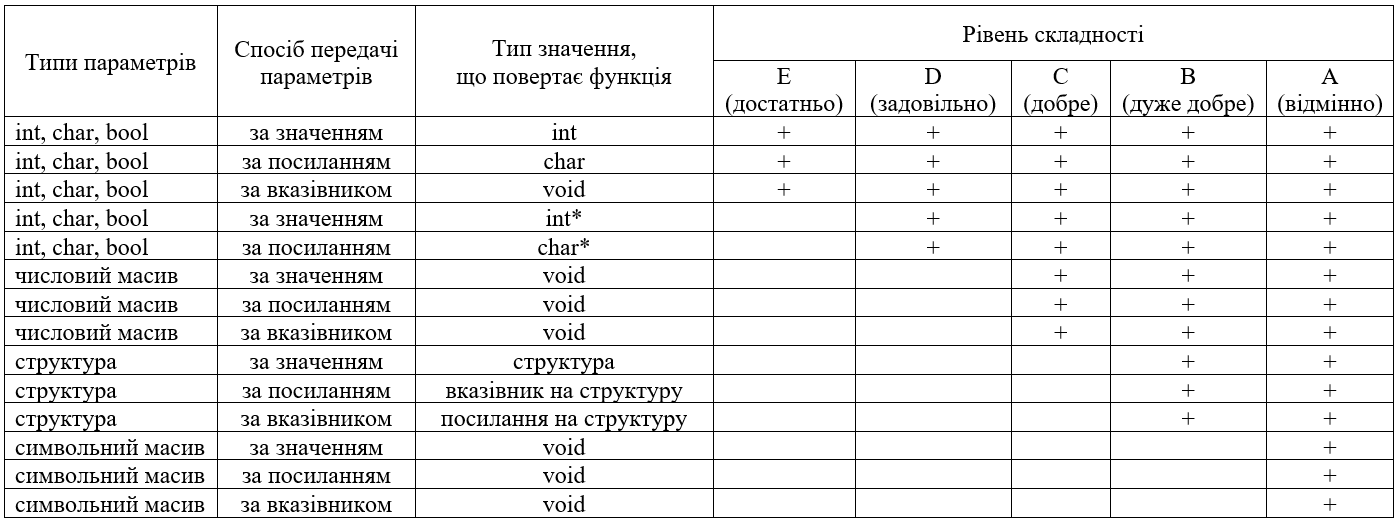 Типи параметрів
Спосіб передачі
параметрів
Тип значення,
що повертає функція
Рівень складності
E
(достатньо)
D
(задовільно)
C
(добре)
B
(дуже добре)
A
(відмінно)
int, char, bool за значенням int + + + + +
int, char, bool за посиланням char + + + + +
int, char, bool за вказівником void + + + + +
int, char, bool за значенням int* + + + +
int, char, bool за посиланням char* + + + +
числовий масив за значенням void + + +
числовий масив за посиланням void + + +
числовий масив за вказівником void + + +
структура за значенням структура + +
структура за посиланням вказівник на структуру + +
структура за вказівником посилання на структуру + +
символьний масив за значенням void +
символьний масив за посиланням void +
символьний масив за вказівником void +